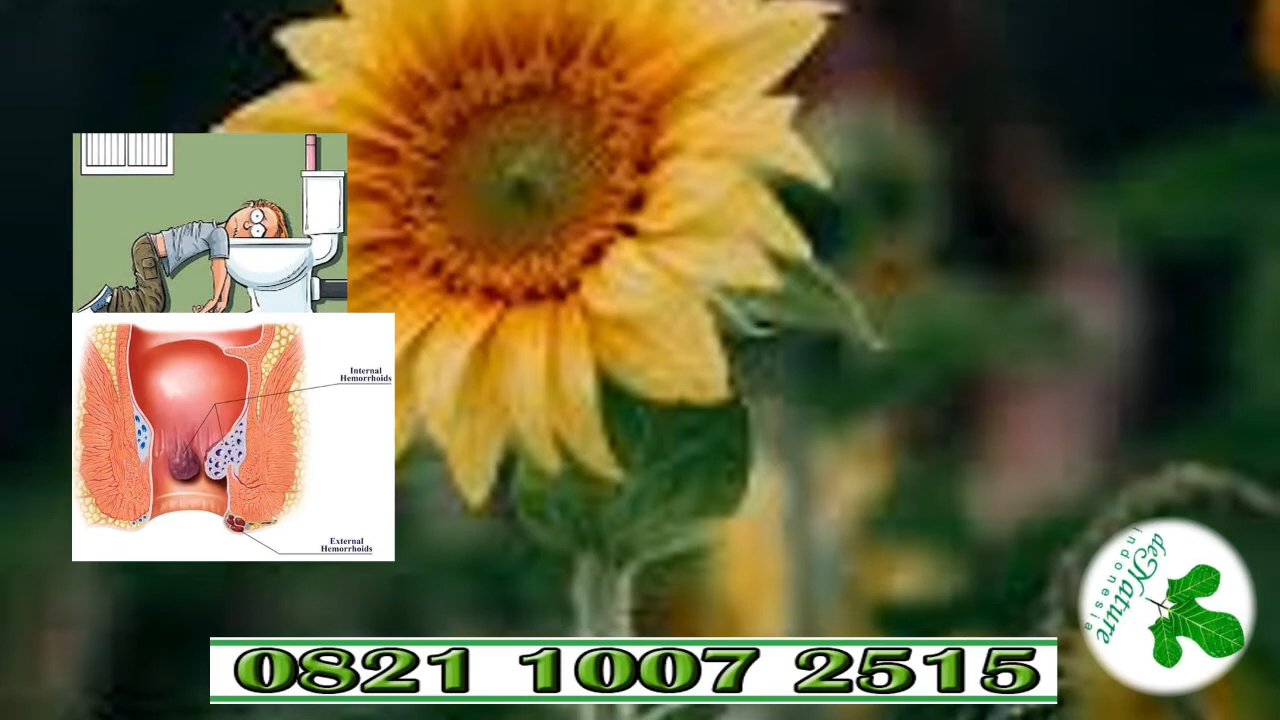 Internal
Hemorrhoids
External
Hemorrhoids
deNature
indonesia
0821 1007 2515